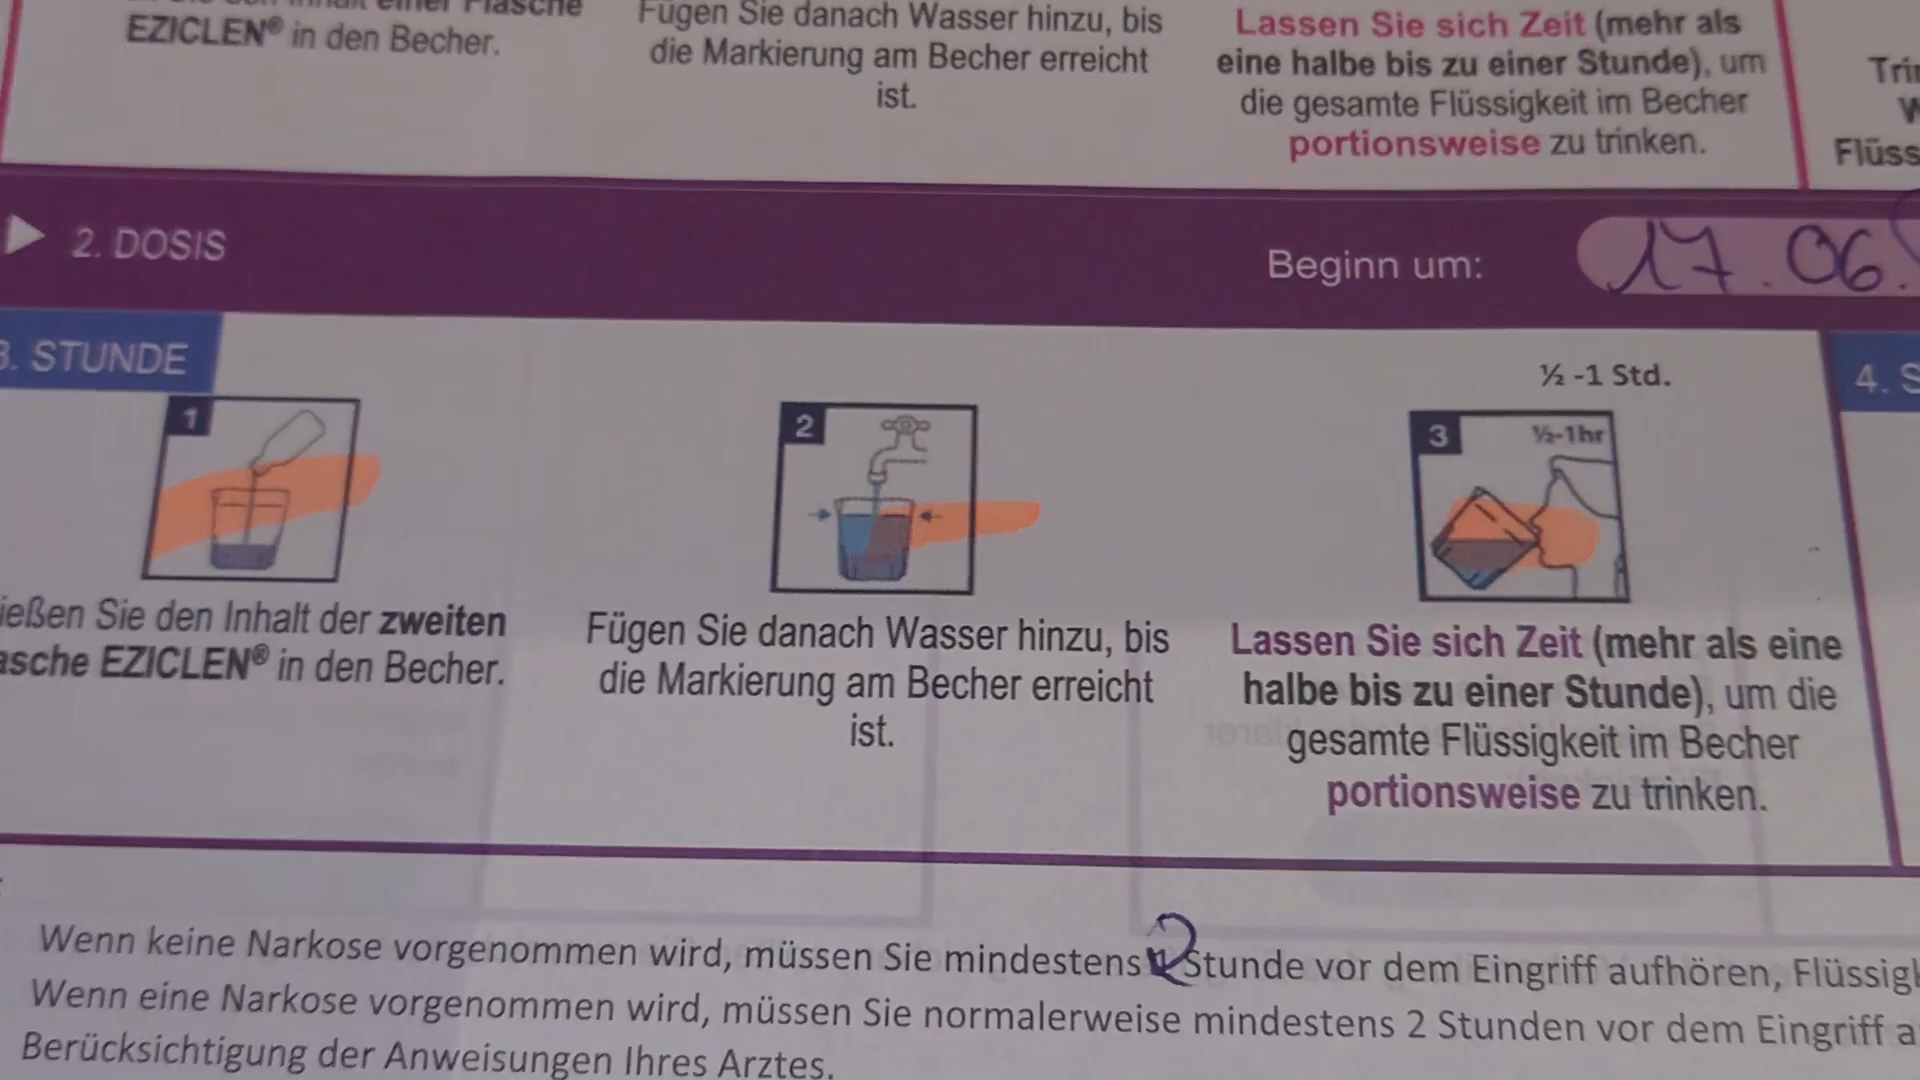 EZICLEN® in den Becher.
Fügen Sie danach Wasser hinzu, bis
die Markierung am Becher erreicht
ist.
Lassen Sie sich Zeit (mehr als
eine halbe bis zu einer Stunde), um
die gesamte Flüssigkeit im Becher
portionsweise zu trinken.
2. DOSIS
Beginn um:
17.06.
3. STUNDE
1
ießen Sie den Inhalt der zweiten
asche EZICLEN® in den Becher.
2
Fügen Sie danach Wasser hinzu, bis
die Markierung am Becher erreicht
ist.
½ -1 Std.
3
½-1hr
Lassen Sie sich Zeit (mehr als eine
halbe bis zu einer Stunde), um die
gesamte Flüssigkeit im Becher
portionsweise zu trinken.
4. S
Wenn keine Narkose vorgenommen wird, müssen Sie mindestens 2 Stunde vor dem Eingriff aufhören, Flüssig
Wenn eine Narkose vorgenommen wird, müssen Sie normalerweise mindestens 2 Stunden vor dem Eingriff a
Berücksichtigung der Anweisungen Ihres Arztes.